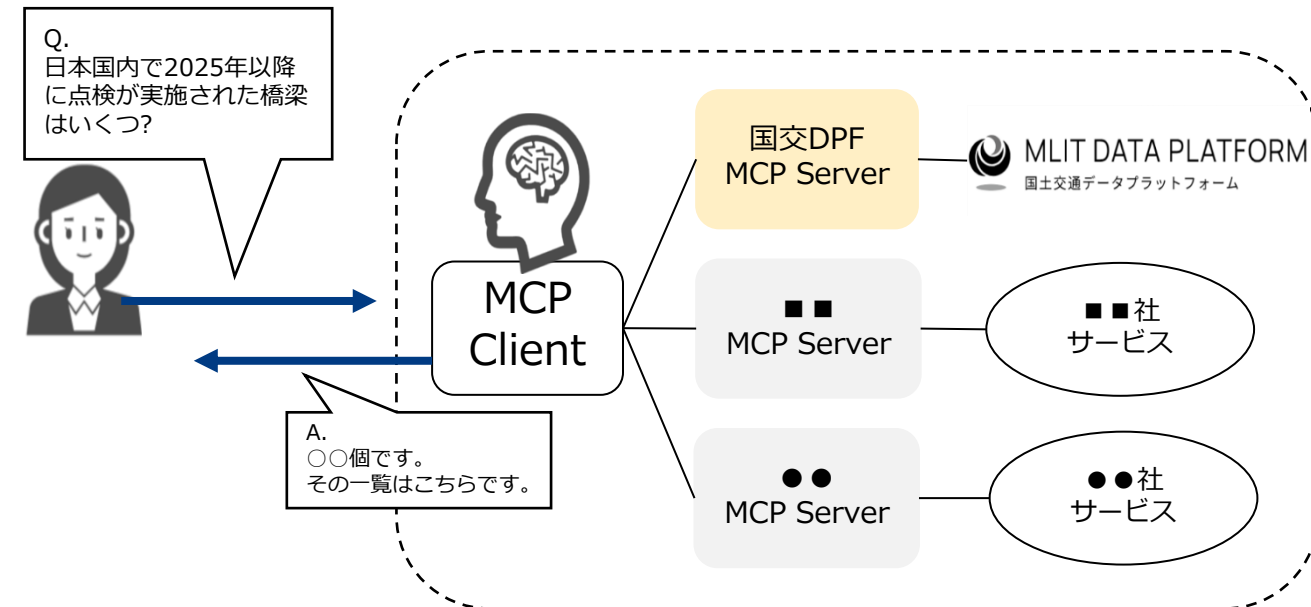 Q.
日本国内で2025年以降
に点検が実施された橋梁
はいくつ?
MCP
Client
A.
○○個です。
その一覧はこちらです。
国交DPF
MCP Server
MLIT DATA PLATFORM
国土交通データプラットフォーム
■■
MCP Server
■■社
サービス
●●
MCP Server
●●社
サービス